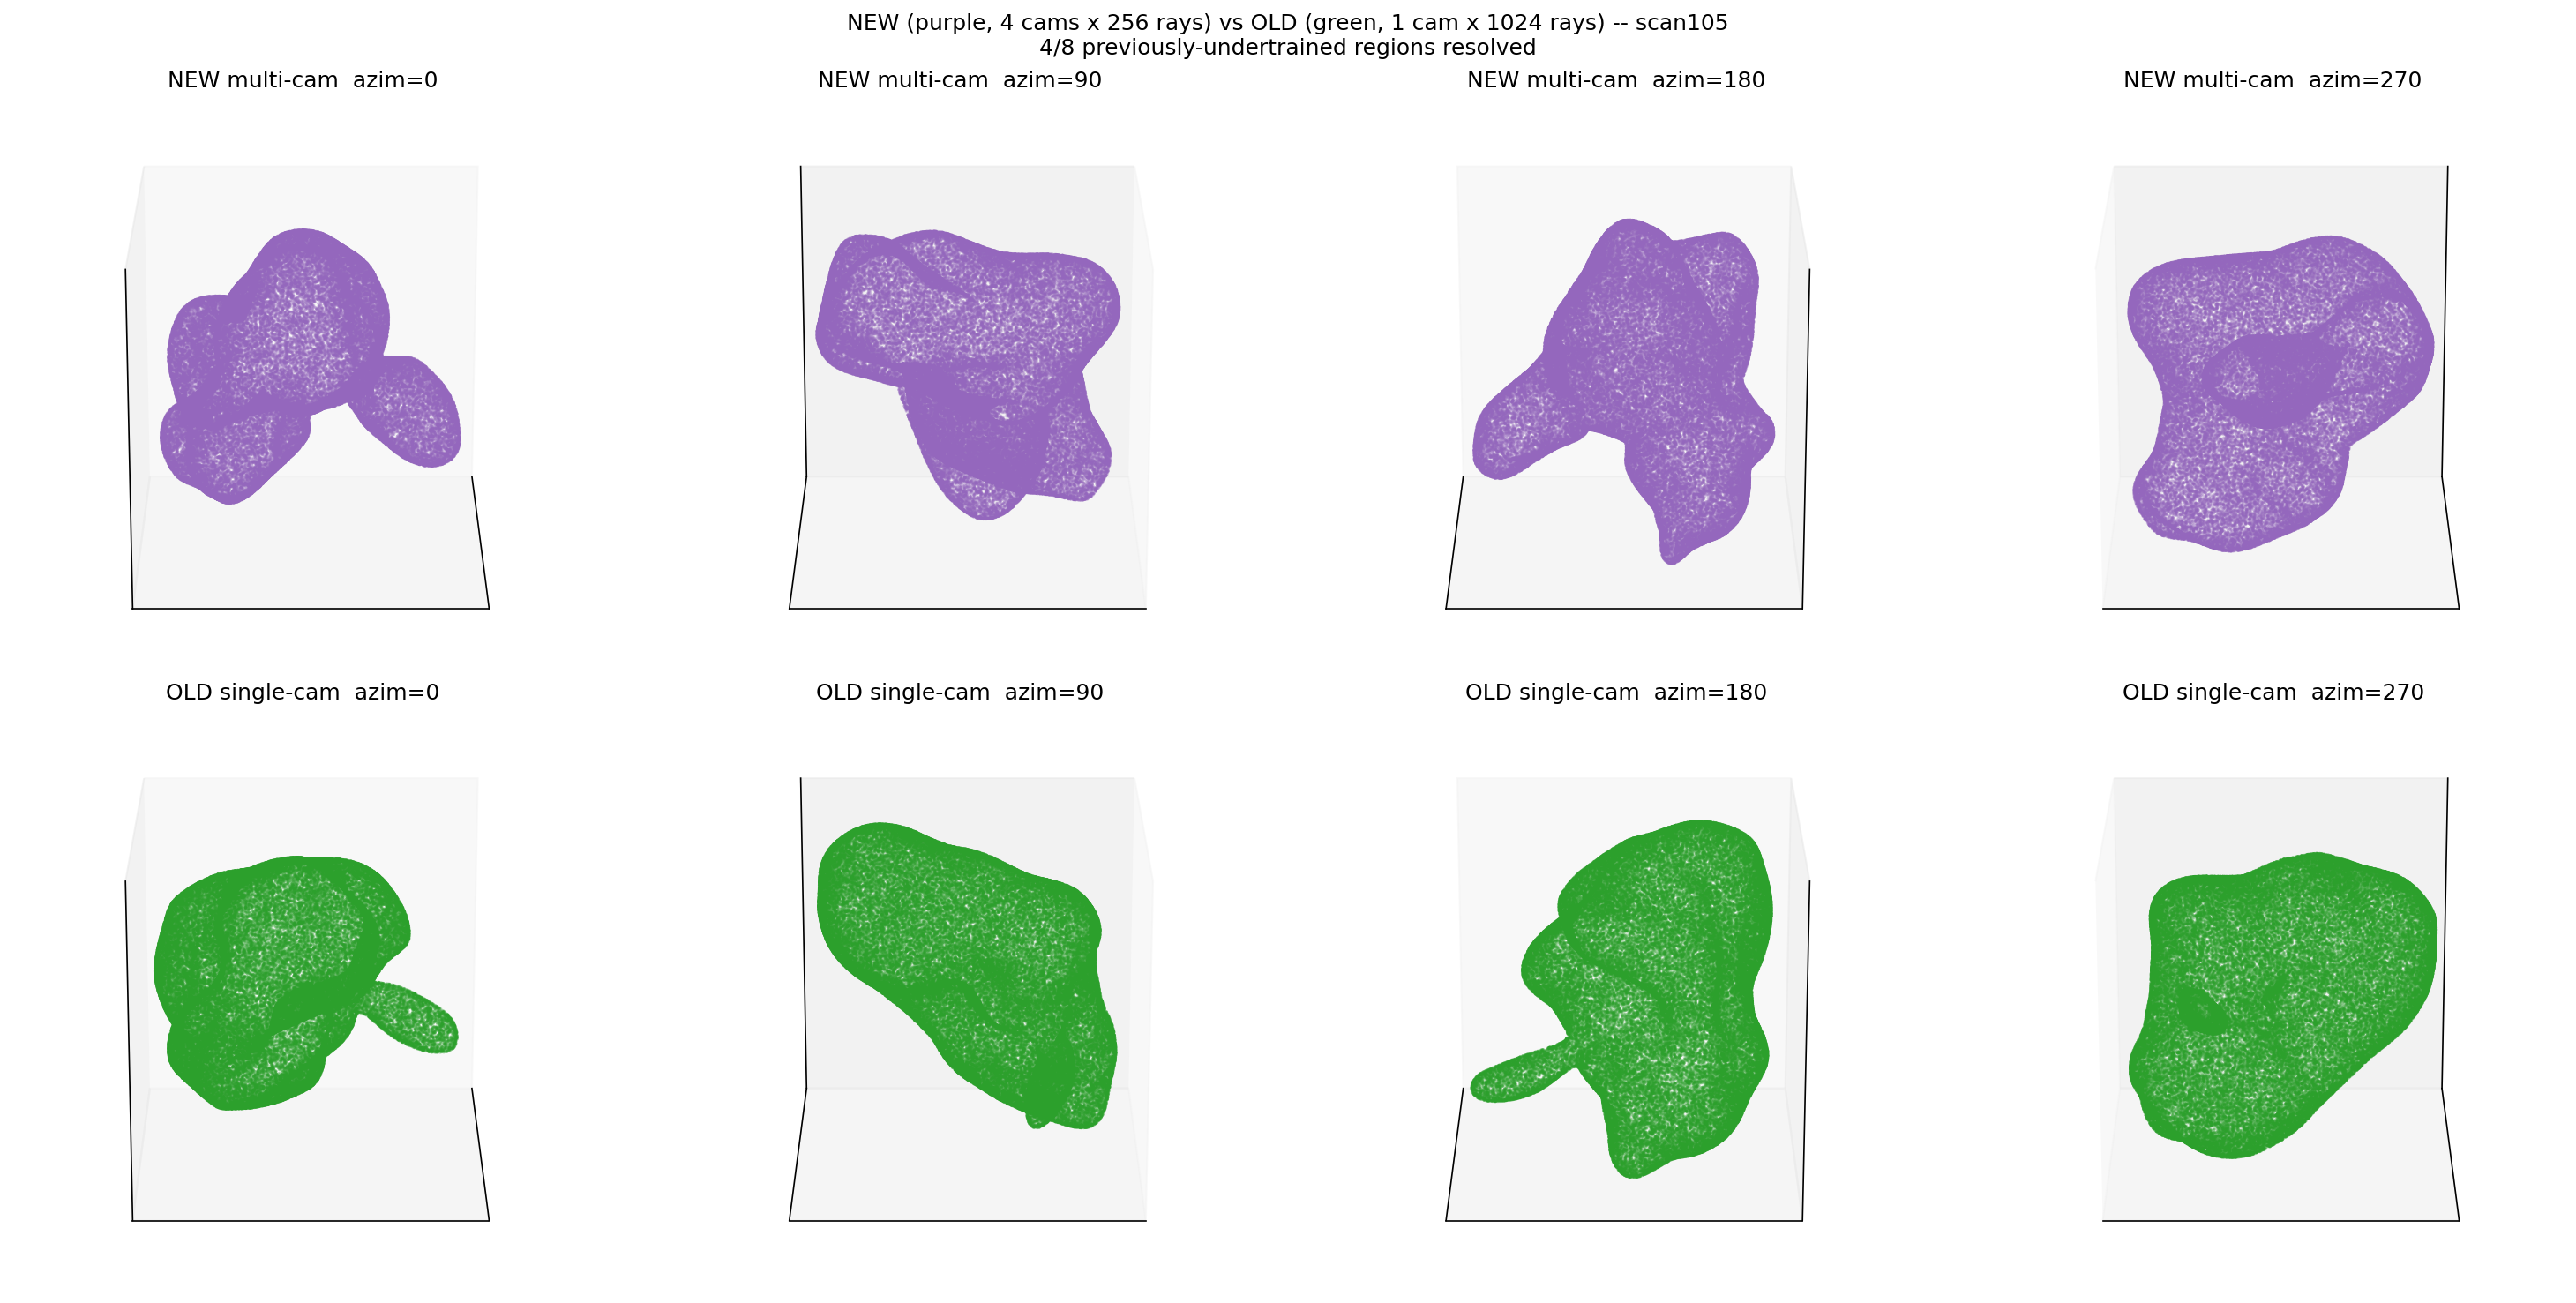 NEW (purple, 4 cams x 256 rays) vs OLD (green, 1 cam x 1024 rays) -- scan105
4/8 previously-undertrained regions resolved
NEW multi-cam  azim=0
NEW multi-cam  azim=90
NEW multi-cam  azim=180
NEW multi-cam  azim=270
OLD single-cam  azim=0
OLD single-cam  azim=90
OLD single-cam  azim=180
OLD single-cam  azim=270